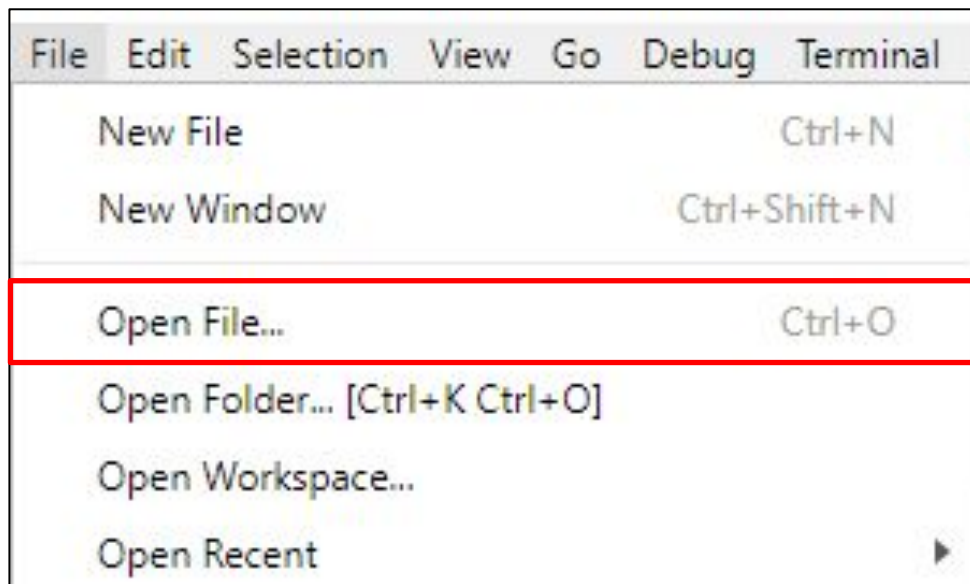 File Edit Selection View Go Debug Terminal
New File Ctrl+N
New Window Ctrl+Shift+N
Open File... Ctrl+O
Open Folder... [Ctrl+K Ctrl+O]
Open Workspace...
Open Recent